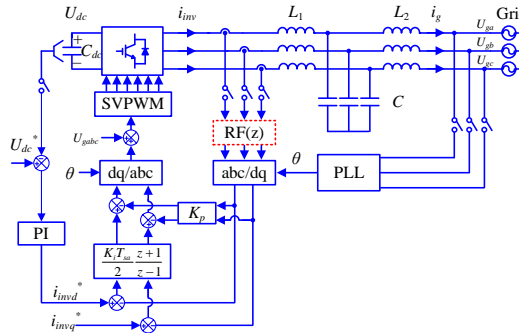 U_dc i_inv L_1 L_2 i_g Gri
U_ga
U_gb
U_gc
+
C_dc
−
SVPWM
C
U_dc^*
U_gabc
RF(z)
θ dq/abc abc/dq θ PLL
K_p
PI
K_i T_sa / 2 z+1 / z−1
i_invd^*
i_invq^*